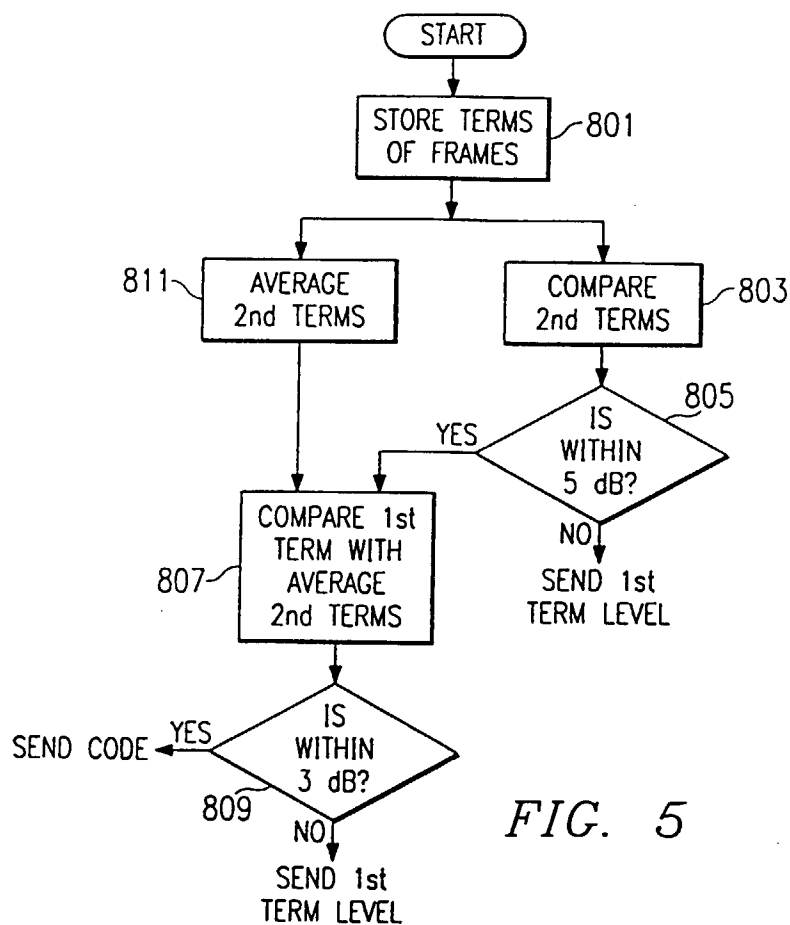 START
STORE TERMS
OF FRAMES
801
811
AVERAGE
2nd TERMS
COMPARE
2nd TERMS
803
805
IS
WITHIN
5 dB?
YES
NO
SEND 1st
TERM LEVEL
COMPARE 1st
TERM WITH
AVERAGE
2nd TERMS
807
IS
WITHIN
3 dB?
YES
SEND CODE
809
NO
SEND 1st
TERM LEVEL
FIG. 5